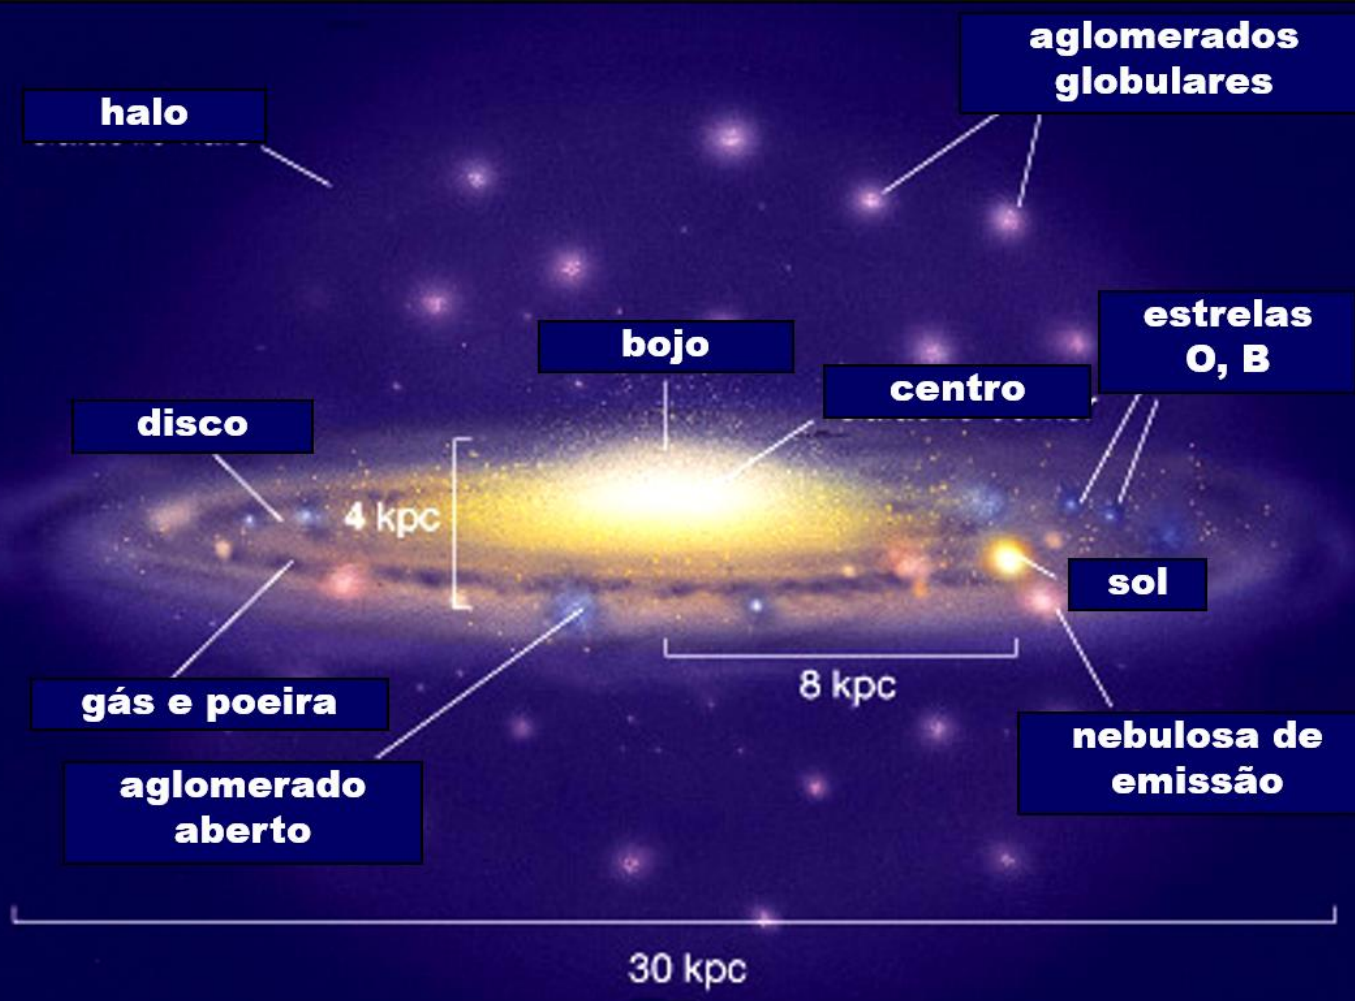 aglomerados
globulares
halo
estrelas
O, B
bojo
centro
disco
4 kpc
sol
8 kpc
gás e poeira
nebulosa de
emissão
aglomerado
aberto
30 kpc